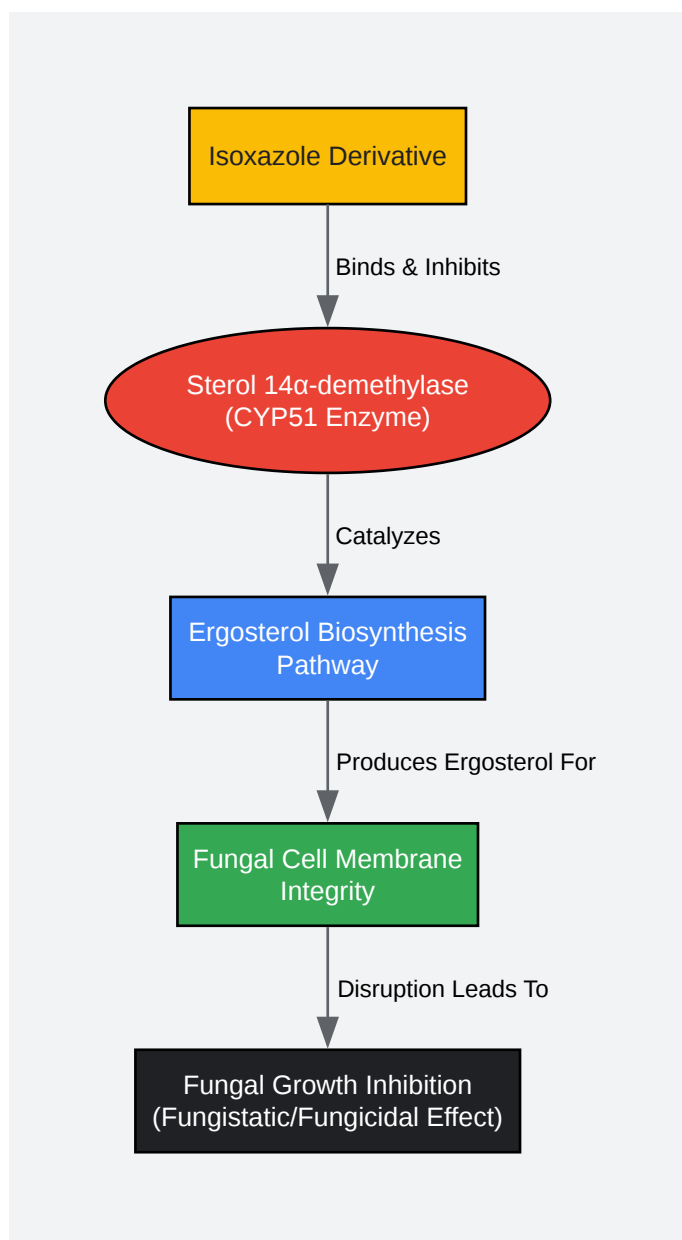 Isoxazole Derivative
Binds & Inhibits
Sterol 14α-demethylase
(CYP51 Enzyme)
Catalyzes
Ergosterol Biosynthesis
Pathway
Produces Ergosterol For
Fungal Cell Membrane
Integrity
Disruption Leads To
Fungal Growth Inhibition
(Fungistatic/Fungicidal Effect)